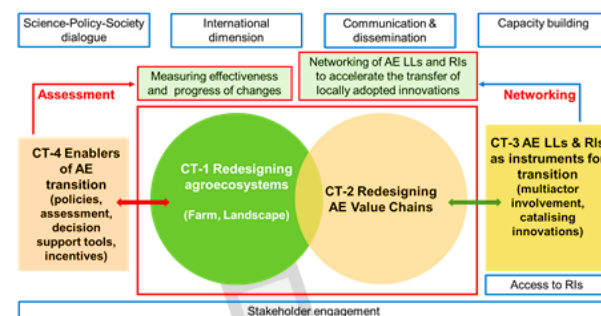 Science-Policy-Society
dialogue
International
dimension
Communication &
dissemination
Capacity building
Measuring effectiveness
and progress of changes
Networking of AE LLs and RIs
to accelerate the transfer of
locally adopted innovations
Assessment
Networking
CT-4 Enablers
of AE
transition
(policies,
assessment,
decision
support tools,
incentives)
CT-1 Redesigning
agroecosystems
(Farm, Landscape)
CT-2 Redesigning
AE Value Chains
CT-3 AE LLs & RIs
as instruments for
transition
(multiactor
involvement,
catalising
innovations)
Access to RIs
Stakeholder engagement